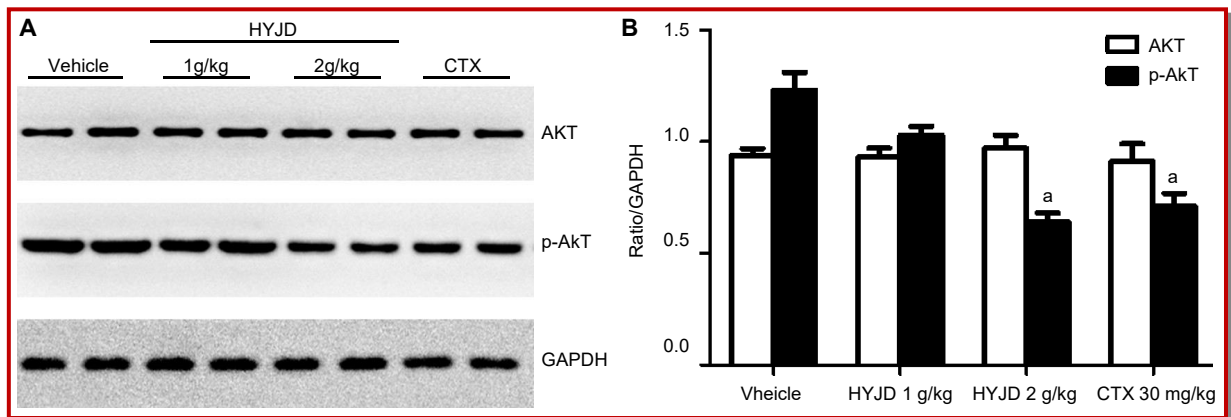 A
HYJD
Vehicle 1g/kg 2g/kg CTX
AKT
p-AkT
GAPDH
B
1.5
1.0
0.5
0.0
Ratio/GAPDH
AKT
p-AkT
a
a
Vheicle HYJD 1 g/kg HYJD 2 g/kg CTX 30 mg/kg